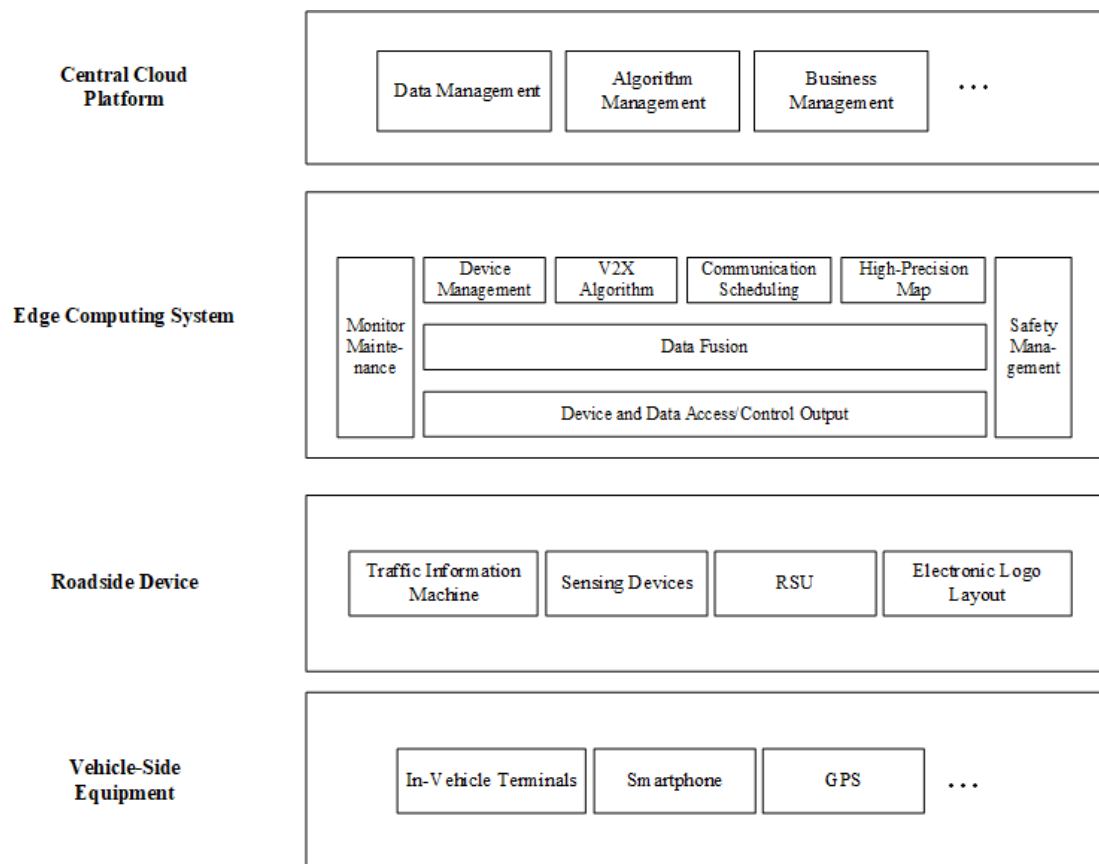 Central Cloud
Platform
Data Management
Algorithm
Management
Business
Management
...
Edge Computing System
Monitor
Mainte-
nance
Device
Management
V2X
Algorithm
Communication
Scheduling
High-Precision
Map
Data Fusion
Device and Data Access/Control Output
Safety
Mana-
gement
Roadside Device
Traffic Information
Machine
Sensing Devices
RSU
Electronic Logo
Layout
Vehicle-Side
Equipment
In-Vehicle Terminals
Smartphone
GPS
...